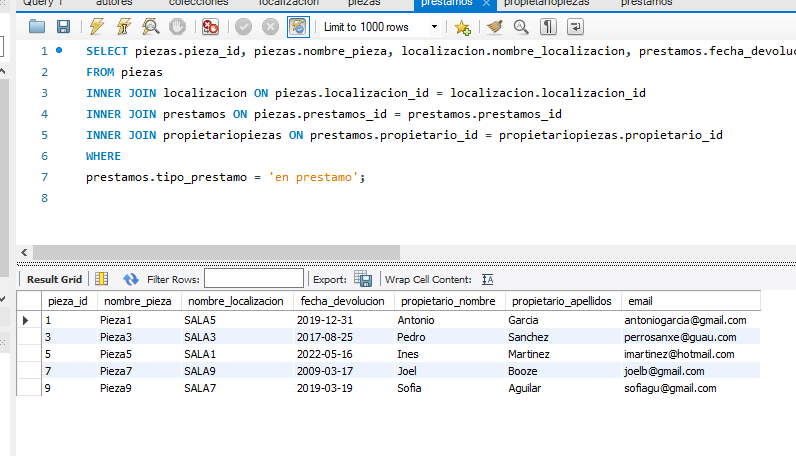 Query 1 autores colecciones localizacion piezas prestamos propietariopiezas prestamos
Limit to 1000 rows
1 SELECT piezas.pieza_id, piezas.nombre_pieza, localizacion.nombre_localizacion, prestamos.fecha_devoluc
2 FROM piezas
3 INNER JOIN localizacion ON piezas.localizacion_id = localizacion.localizacion_id
4 INNER JOIN prestamos ON piezas.prestamos_id = prestamos.prestamos_id
5 INNER JOIN propietariopiezas ON prestamos.propietario_id = propietariopiezas.propietario_id
6 WHERE
7 prestamos.tipo_prestamo = 'en prestamo';
8
Result Grid Filter Rows: Export: Wrap Cell Content:
pieza_id nombre_pieza nombre_localizacion fecha_devolucion propietario_nombre propietario_apellidos email
1 Pieza1 SALA5 2019-12-31 Antonio Garcia antoniogarcia@gmail.com
3 Pieza3 SALA3 2017-08-25 Pedro Sanchez perrosanxe@guau.com
5 Pieza5 SALA1 2022-05-16 Ines Martinez imartinez@hotmail.com
7 Pieza7 SALA9 2009-03-17 Joel Booze joelb@gmail.com
9 Pieza9 SALA7 2019-03-19 Sofia Aguilar sofiagu@gmail.com